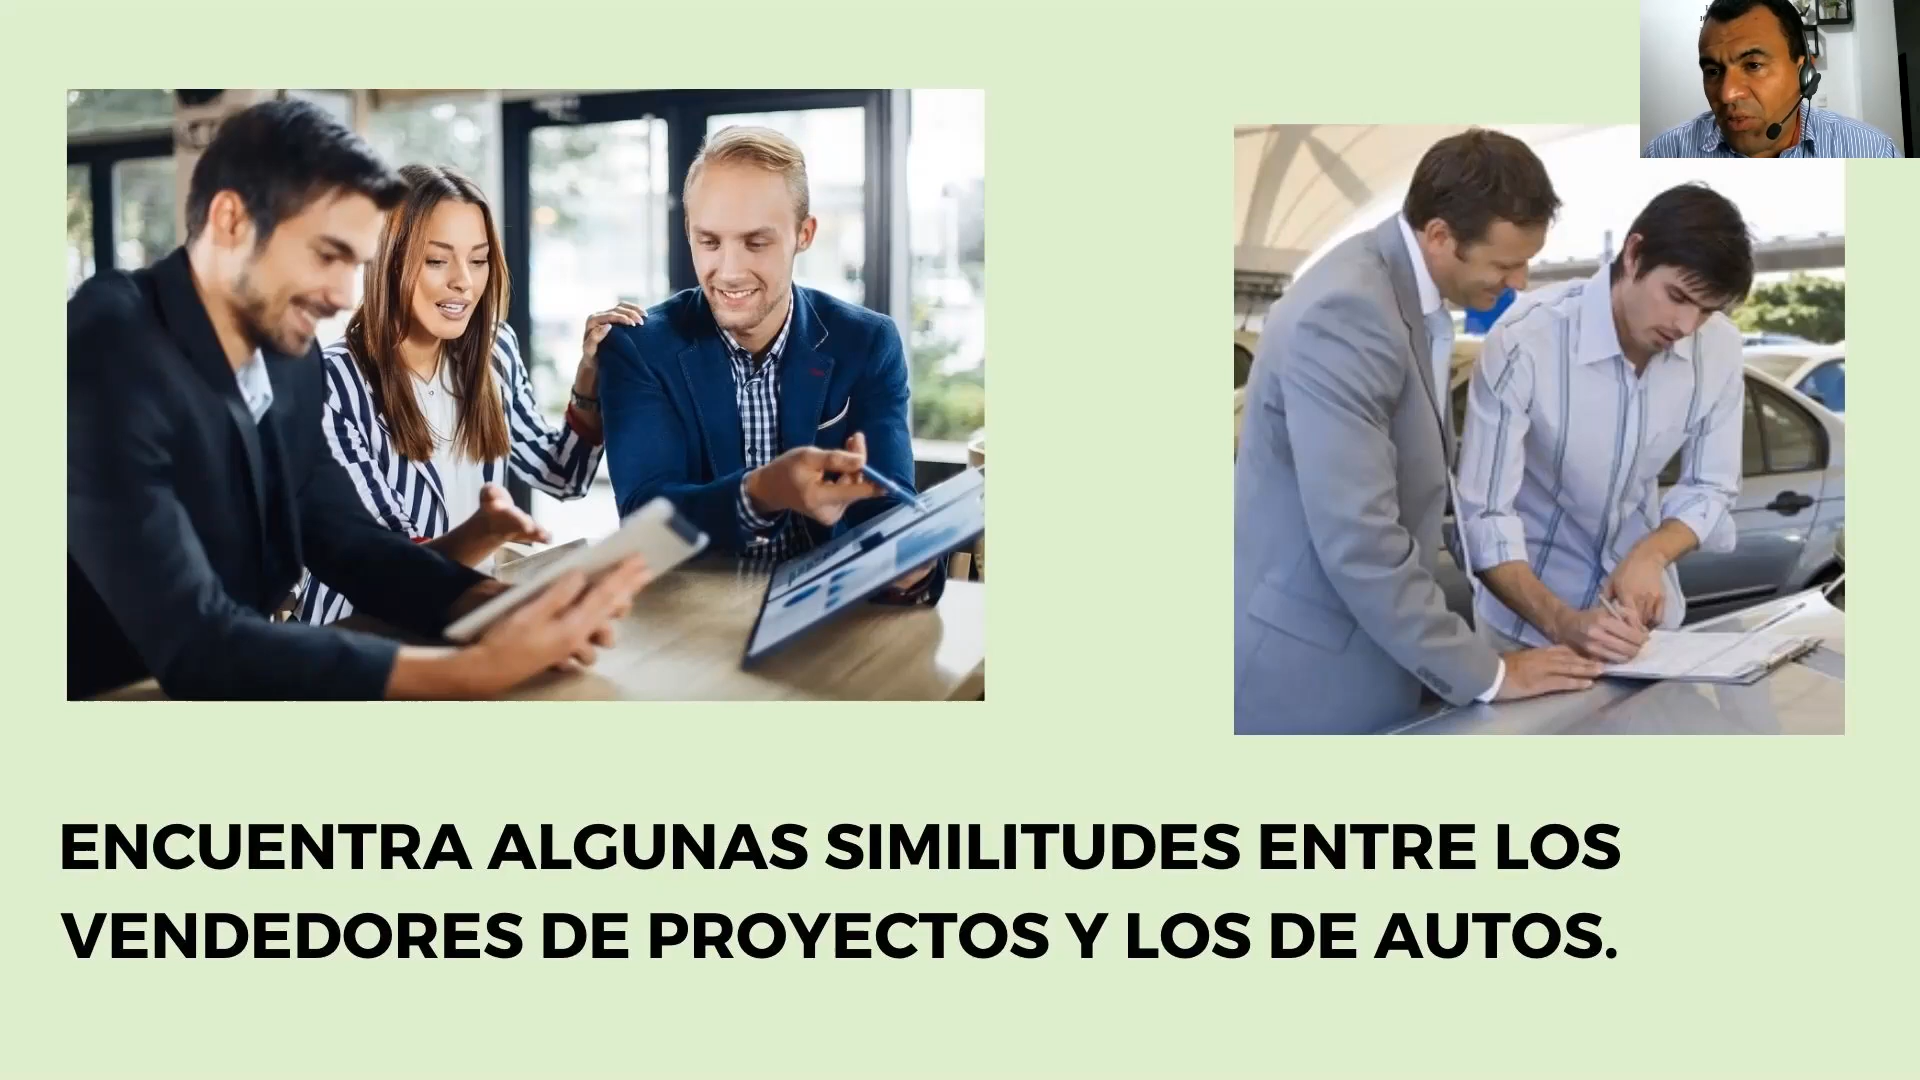 ENCUENTRA ALGUNAS SIMILITUDES ENTRE LOS
VENDEDORES DE PROYECTOS Y LOS DE AUTOS.